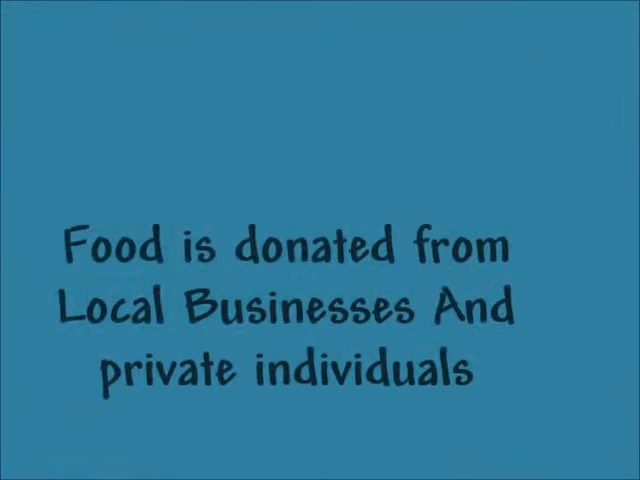 Food is donated from
Local Businesses And
private individuals